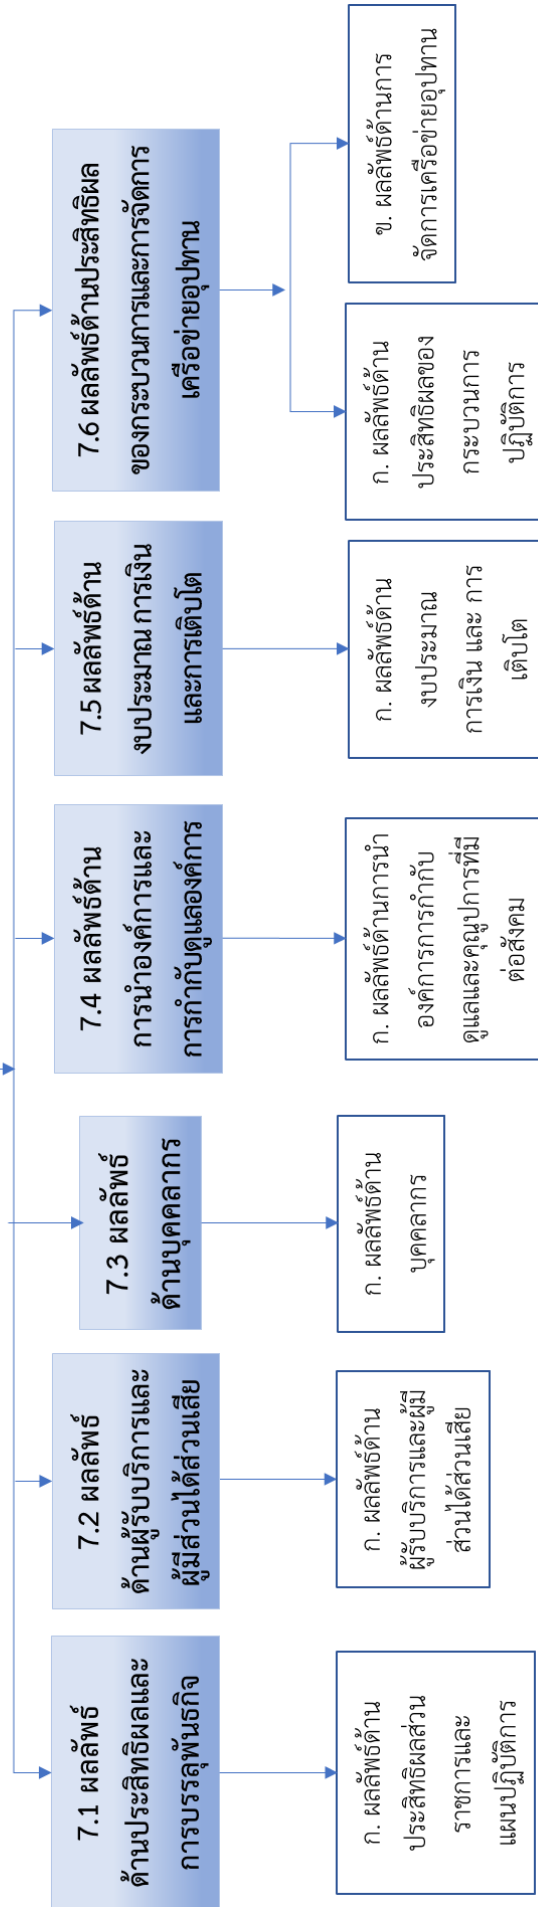 7.1 ผลลัพธ์
ด้านประสิทธิผลและ
การบรรลุพันธกิจ
7.2 ผลลัพธ์
ด้านผู้รับบริการและ
ผู้มีส่วนได้ส่วนเสีย
7.3 ผลลัพธ์
ด้านบุคคลากร
7.4 ผลลัพธ์ด้าน
การนำองค์การและ
การกำกับดูแลองค์การ
7.5 ผลลัพธ์ด้าน
งบประมาณ การเงิน
และการเติบโต
7.6 ผลลัพธ์ด้านประสิทธิผล
ของกระบวนการและการจัดการ
เครือข่ายอุปทาน
ก. ผลลัพธ์ด้าน
ประสิทธิผลส่วน
ราชการและ
แผนปฏิบัติการ
ก. ผลลัพธ์ด้าน
ผู้รับบริการและผู้มี
ส่วนได้ส่วนเสีย
ก. ผลลัพธ์ด้าน
บุคคลากร
ก. ผลลัพธ์ด้านการนำ
องค์การการกำกับ
ดูแลและคุณูปการที่มี
ต่อสังคม
ก. ผลลัพธ์ด้าน
งบประมาณ
การเงิน และ การ
เติบโต
ก. ผลลัพธ์ด้าน
ประสิทธิผลของ
กระบวนการ
ปฏิบัติการ
ข. ผลลัพธ์ด้านการ
จัดการเครือข่ายอุปทาน